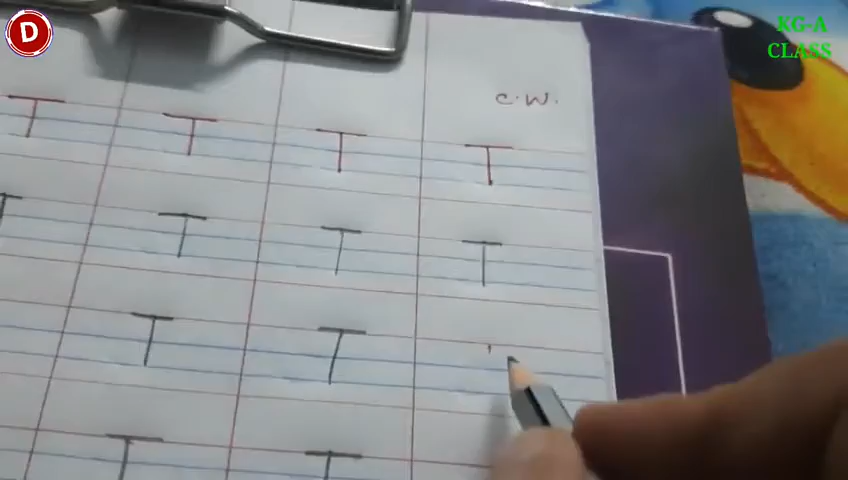 D
KG-A
CLASS
C.W.
T T T T
T T T T
T T
T T